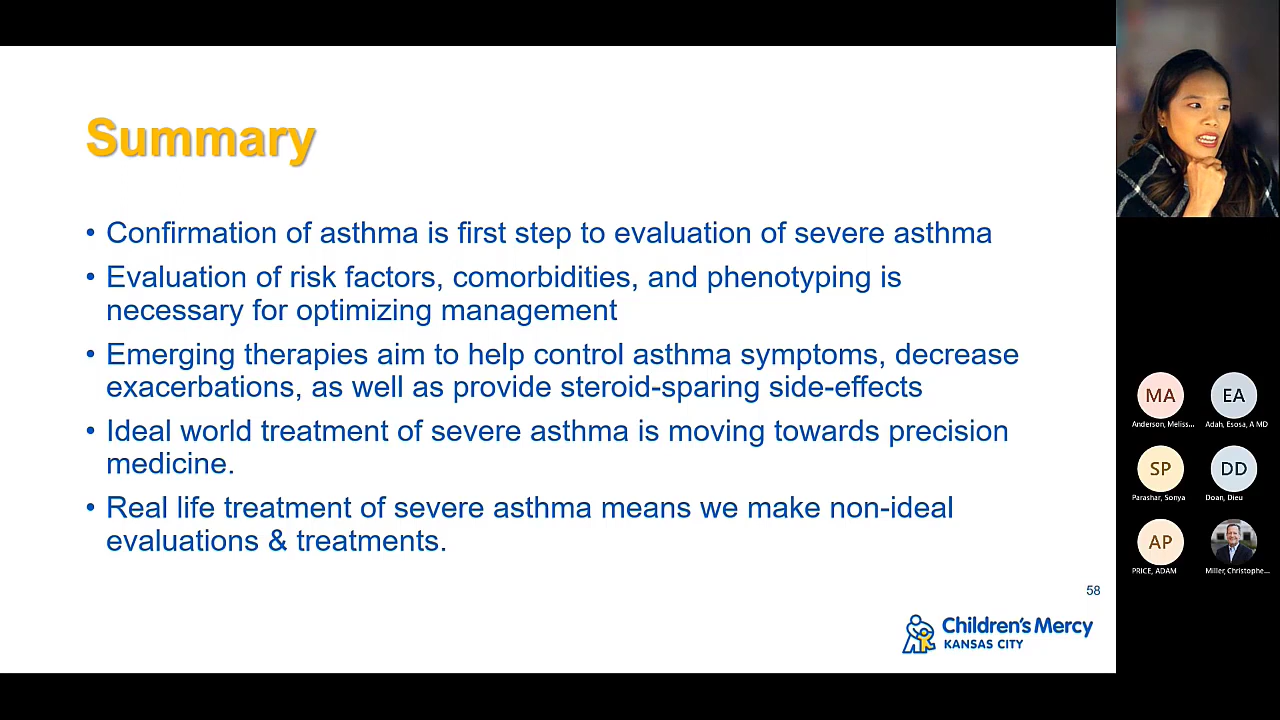 Summary
• Confirmation of asthma is first step to evaluation of severe asthma
• Evaluation of risk factors, comorbidities, and phenotyping is
necessary for optimizing management
• Emerging therapies aim to help control asthma symptoms, decrease
exacerbations, as well as provide steroid-sparing side-effects
• Ideal world treatment of severe asthma is moving towards precision
medicine.
• Real life treatment of severe asthma means we make non-ideal
evaluations & treatments.
58
Children's Mercy
KANSAS CITY
MA
EA
Anderson, Meliss...
Adah, Esosa, A MD
SP
DD
Parashar, Sonya
Doan, Dieu
AP
PRICE, ADAM
Miller, Christophe...